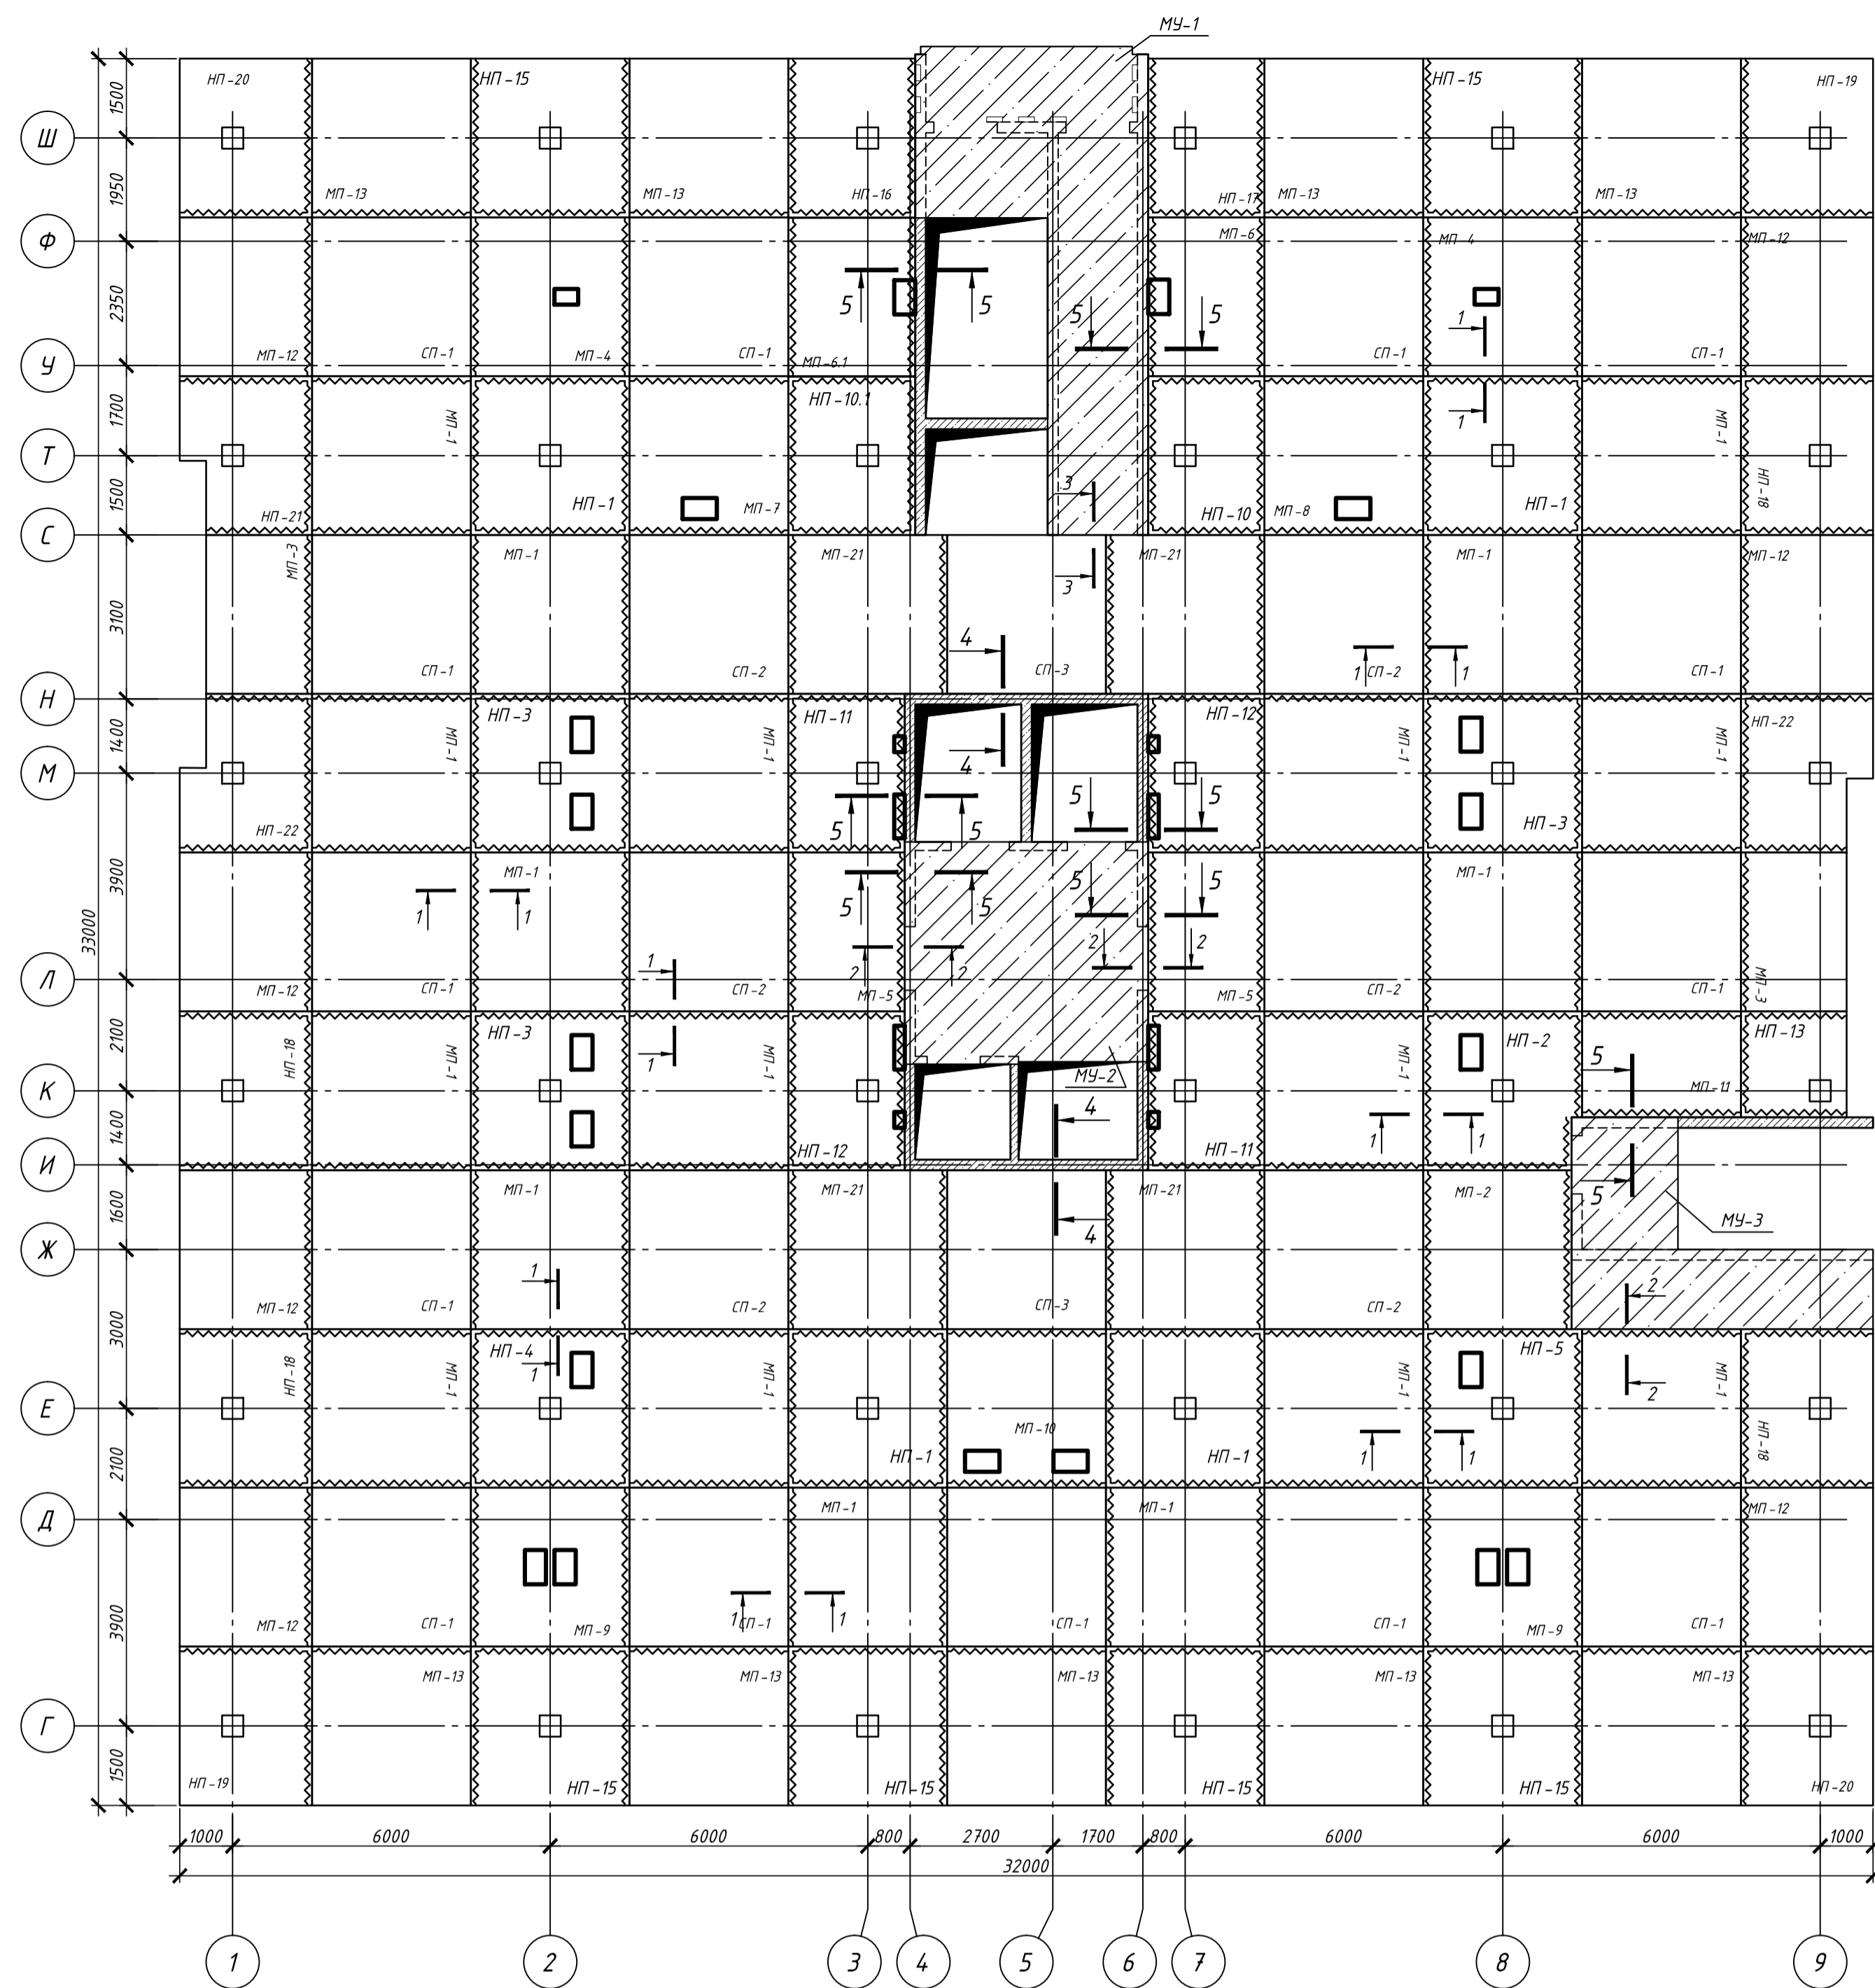 МУ-1
НП-20
НП-15
НП-15
НП-19
1500
Ш
МП-13
МП-13
НП-16
НП-17
МП-13
МП-13
1950
Ф
МП-6
МП-4
МП-12
2350
5
5
5
5
1
МП-12
СП-1
МП-4
СП-1
МП-6.1
СП-1
СП-1
У
1700
МП-1
НП-10.1
1
МП-1
Т
1500
НП-21
НП-1
МП-7
3
НП-10
МП-8
НП-1
НП-18
С
МП-3
МП-1
МП-21
МП-21
МП-1
МП-12
3
3100
4
СП-1
СП-2
СП-3
1
СП-2
1
СП-1
Н
НП-3
НП-11
НП-12
НП-22
1400
МП-1
МП-1
МП-1
МП-1
4
М
НП-22
5
5
5
5
НП-3
3900
33000
МП-1
МП-1
1
1
5
5
5
5
2
2
2
2
Л
1
МП-12
СП-1
СП-2
МП-5
МП-5
СП-2
СП-1
МП-3
2100
НП-18
НП-3
МП-1
1
МП-1
МП-1
НП-2
НП-13
5
МУ-2
МП-11
К
4
1400
НП-12
НП-11
1
1
И
МП-1
МП-21
МП-21
МП-2
5
1600
4
МУ-3
Ж
1
2
МП-12
СП-1
СП-2
СП-3
СП-2
3000
НП-18
МП-1
НП-4
1
МП-1
МП-1
НП-5
МП-1
2
Е
МП-10
2100
НП-1
НП-1
1
1
НП-18
Д
МП-1
МП-1
МП-12
3900
МП-12
СП-1
МП-9
1
СП-1
1
СП-1
СП-1
МП-9
СП-1
МП-13
МП-13
МП-13
МП-13
МП-13
Г
1500
НП-19
НП-15
НП-15
НП-15
НП-15
НП-20
1000
6000
6000
800
2700
1700
800
6000
6000
1000
32000
1
2
3
4
5
6
7
8
9